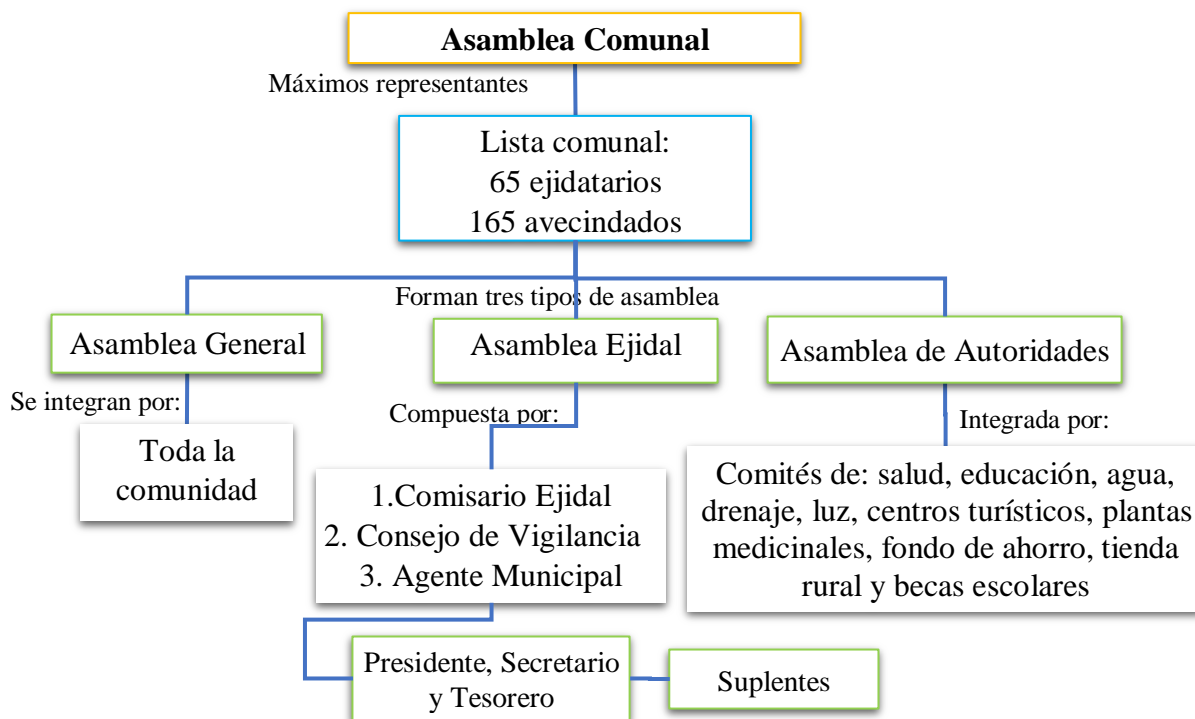 Asamblea Comunal
Máximos representantes
Lista comunal:
65 ejidatarios
165 avecindados
Forman tres tipos de asamblea
Asamblea General
Asamblea Ejidal
Asamblea de Autoridades
Se integran por:
Compuesta por:
Integrada por:
Toda la
comunidad
1.Comisario Ejidal
2. Consejo de Vigilancia
3. Agente Municipal
Comités de: salud, educación, agua,
drenaje, luz, centros turísticos, plantas
medicinales, fondo de ahorro, tienda
rural y becas escolares
Presidente, Secretario
y Tesorero
Suplentes